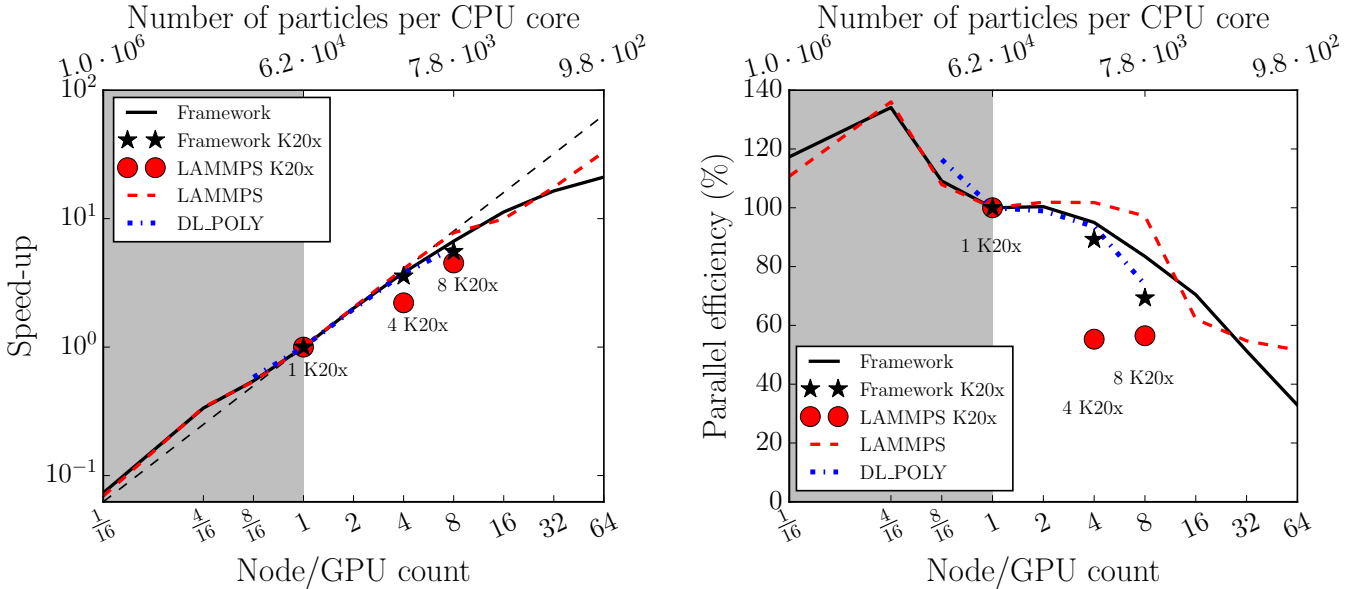 Number of particles per CPU core
1.0 · 10^6 6.2 · 10^4 7.8 · 10^3 9.8 · 10^2
10^2
10^1
10^0
10^−1
Speed-up
Framework
Framework K20x
LAMMPS K20x
LAMMPS
DL_POLY
8 K20x
4 K20x
1 K20x
1/16 4/16 8/16 1 2 4 8 16 32 64
Node/GPU count
Number of particles per CPU core
1.0 · 10^6 6.2 · 10^4 7.8 · 10^3 9.8 · 10^2
140
120
100
80
60
40
20
0
Parallel efficiency (%)
1 K20x
8 K20x
4 K20x
Framework
Framework K20x
LAMMPS K20x
LAMMPS
DL_POLY
1/16 4/16 8/16 1 2 4 8 16 32 64
Node/GPU count